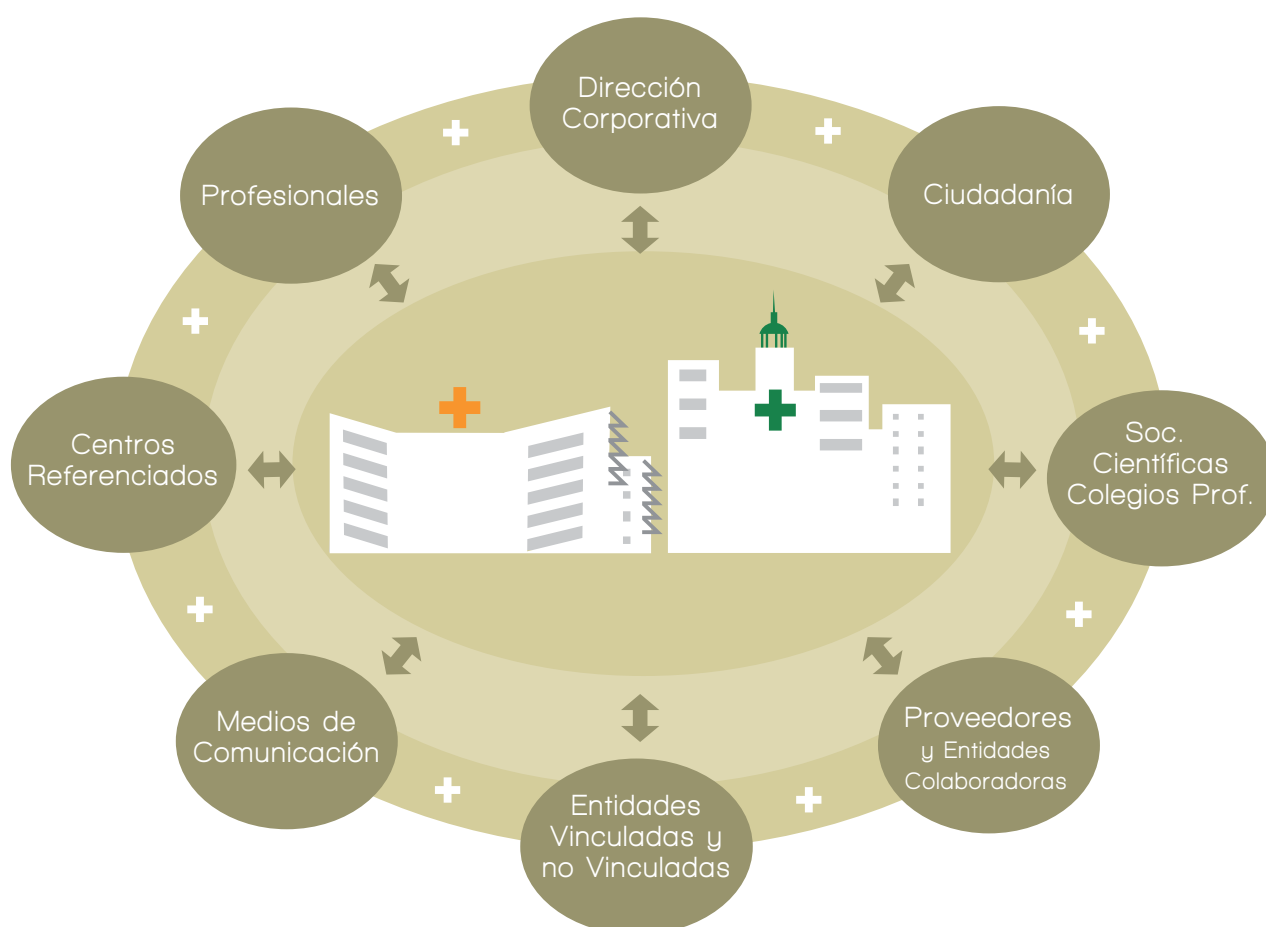 Dirección
Corporativa
Profesionales
Ciudadanía
Centros
Referenciados
Soc.
Científicas
Colegios Prof.
Medios de
Comunicación
Proveedores
y Entidades
Colaboradoras
Entidades
Vinculadas y
no Vinculadas